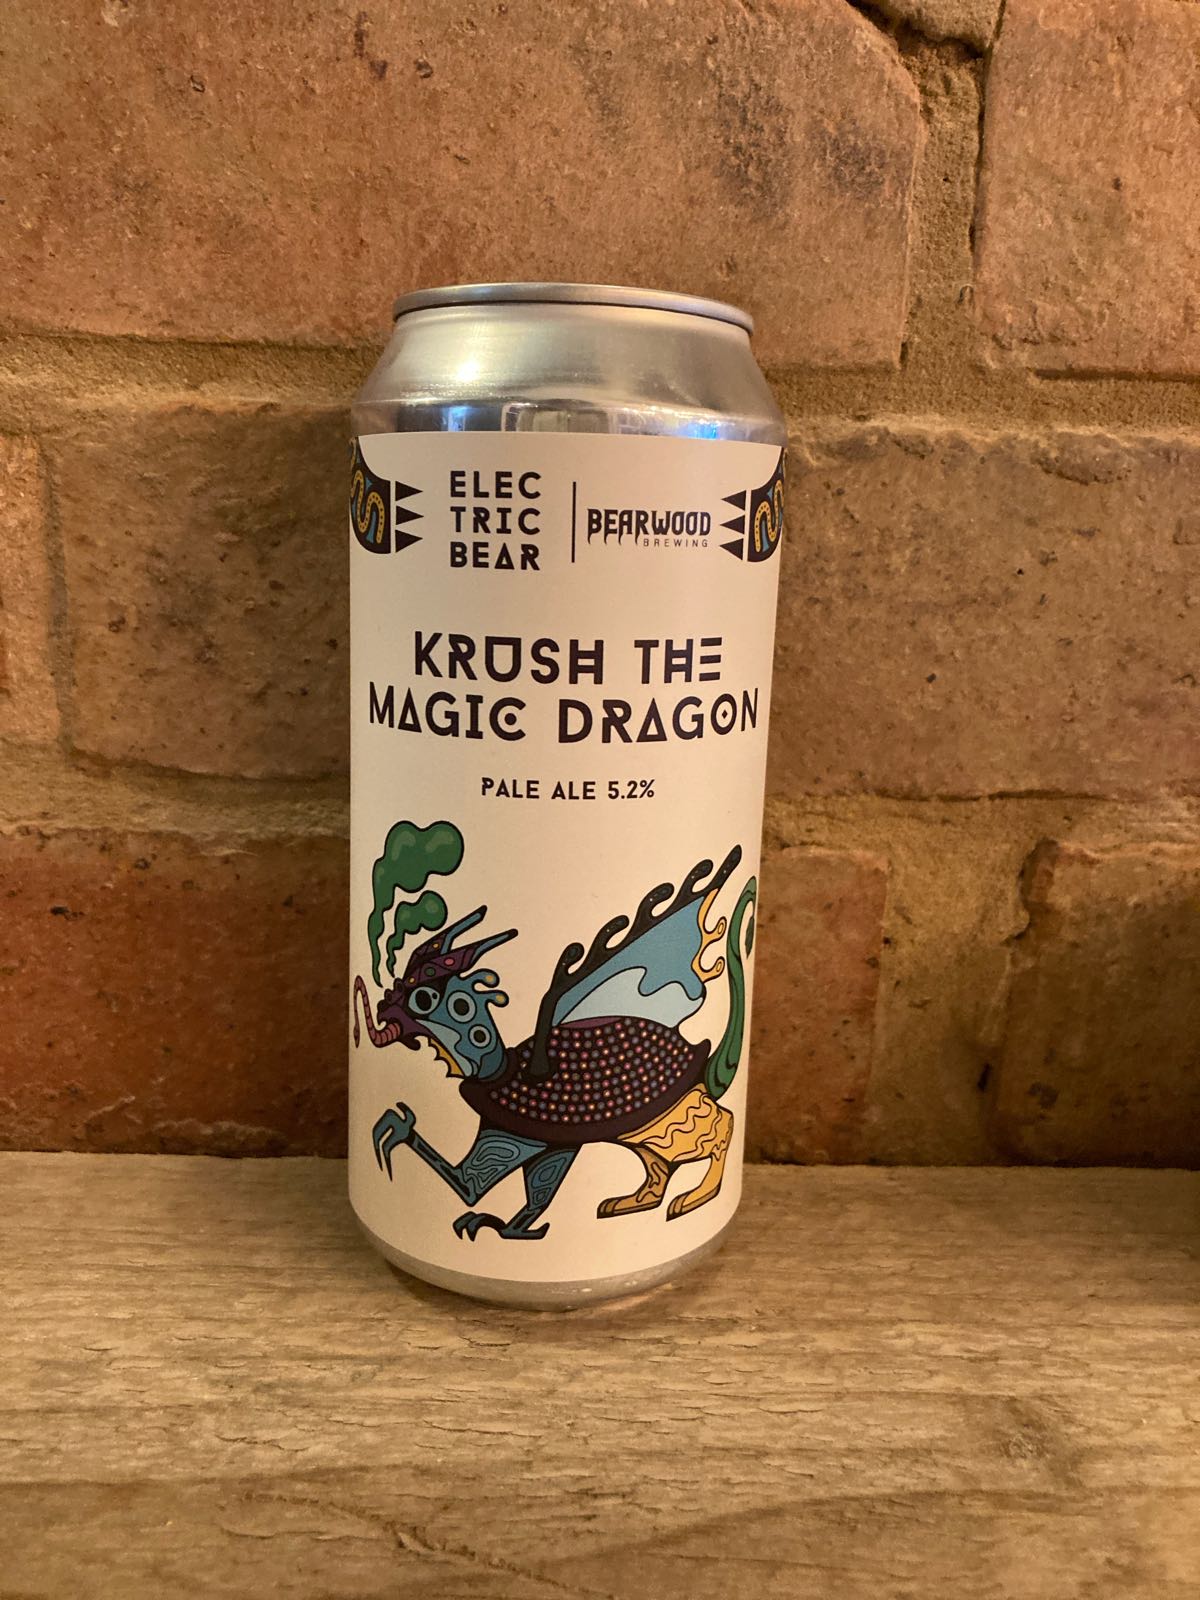 ELEC
TRIC
BEAR
BEARWOOD
BREWING
KRUSH THE
MAGIC DRAGON
PALE ALE 5.2%